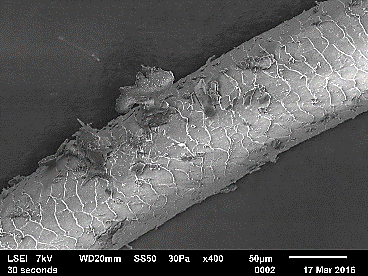 LSEI 7kV WD20mm SS50 30Pa x400 50µm
30 seconds 0002 17 Mar 2016